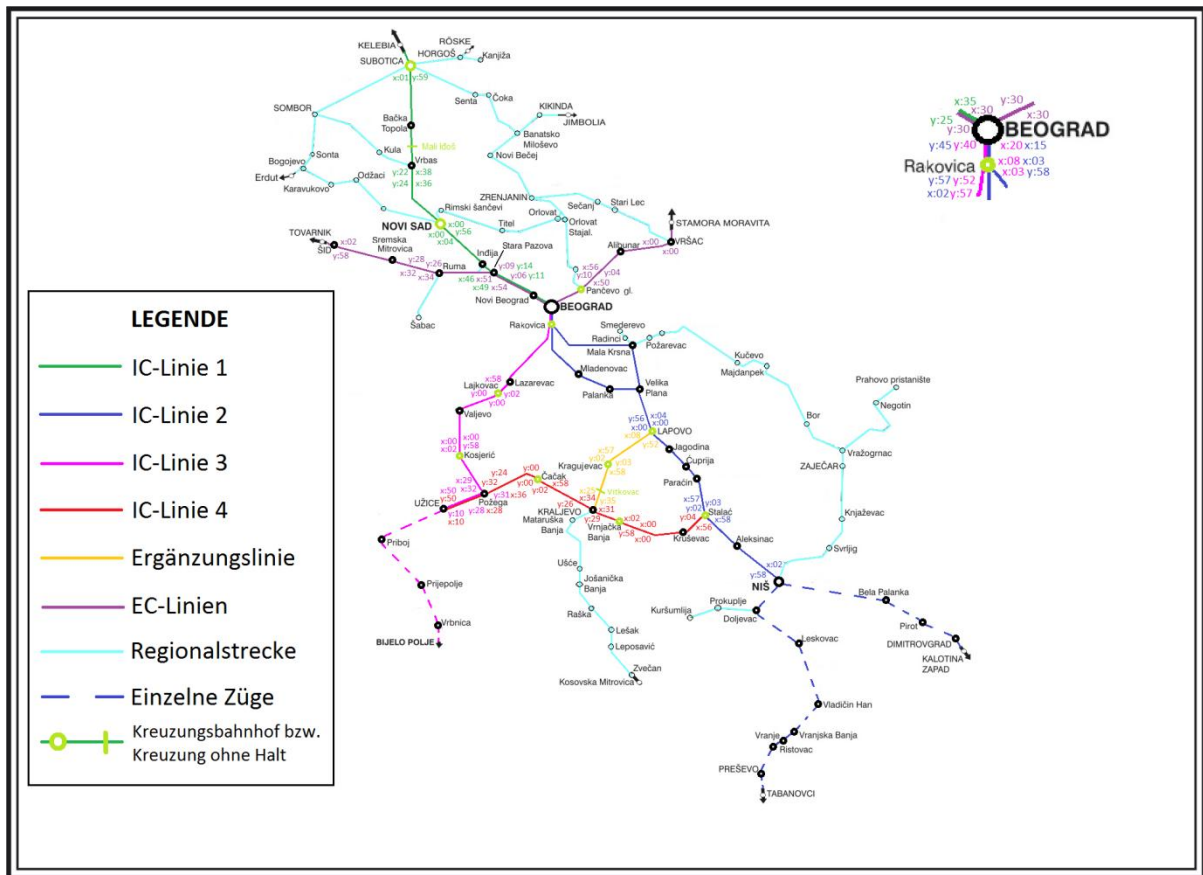 KELEBIA
SUBOTICA
RÖSKE
HORGOŠ
Kanjiža
x:01 y:59
Senta
Čoka
SOMBOR
Bačka
Topola
KIKINDA
JIMBOLIA
Banatsko
Miloševo
Mali Iđoš
Kula
Vrbas
y:22 x:38
y:24 x:36
Sonta
Bogojevo
Erdut
Karavukovo
Odžaci
Novi Bečej
Rimski šančevi
ZRENJANIN
Sečanj
Stari Lec
Orlovat
Orlovat
Stajal.
Titel
NOVI SAD
x:00
y:56
x:00
x:04
STAMORA MORAVITA
VRŠAC
x:00
x:00
Alibunar
TOVARNIK
ŠID
x:02
y:58
Sremska
Mitrovica
y:28
x:32
y:26
x:34
Ruma
Inđija
Stara Pazova
y:09 y:14
y:06 y:11
x:46
x:51
x:49
x:54
Novi Beograd
x:56
y:10
y:04
x:50
Pančevo gl.
BEOGRAD
Šabac
Rakovica
x:35
y:25
y:30
y:30
x:30
x:30
BEOGRAD
y:45 y:40
x:20 x:15
Rakovica
x:08 x:03
x:03 y:58
y:57 y:52
x:02 y:57
LEGENDE
IC-Linie 1
IC-Linie 2
IC-Linie 3
IC-Linie 4
Ergänzungslinie
EC-Linien
Regionalstrecke
Einzelne Züge
Kreuzungsbahnhof bzw.
Kreuzung ohne Halt
Smederevo
Radinci
Mala Krsna
Požarevac
Kučevo
Majdanpek
Prahovo pristanište
Negotin
Bor
Vražogrnac
ZAJEČAR
Knjaževac
Svrljig
Mladenovac
Palanka
Velika
Plana
Lajkovac
x:58
y:00
y:02
y:00
Lazarevac
Valjevo
x:00
x:02
x:00
y:58
Kosjerić
y:56
x:00
x:04
x:00
LAPOVO
x:08
y:52
Jagodina
Ćuprija
Paraćin
Kragujevac
x:57
y:02
y:03
x:58
x:25
Vitkovac
y:35
y:24
y:32
y:00
y:00
Čačak
x:58
y:02
x:29
x:32
x:50
y:50
UŽICE
Požega
y:31 x:36
y:28 x:28
y:10
x:10
y:26
x:34
x:31
y:29
KRALJEVO
Mataruška
Banja
Vrnjačka
Banja
x:02
y:58
x:00
x:00
Kruševac
y:04
x:56
x:57
y:02
y:03
x:58
Stalać
Aleksinac
x:02
y:58
NIŠ
Priboj
Prijepolje
Vrbnica
BIJELO POLJE
Ušće
Jošanička
Banja
Raška
Lešak
Leposavić
Zvečan
Kosovska Mitrovica
Prokuplje
Kuršumlija
Doljevac
Bela Palanka
Pirot
DIMITROVGRAD
KALOTINA
ZAPAD
Leskovac
Vladičin Han
Vranjska Banja
Vranje
Ristovac
PREŠEVO
TABANOVCI